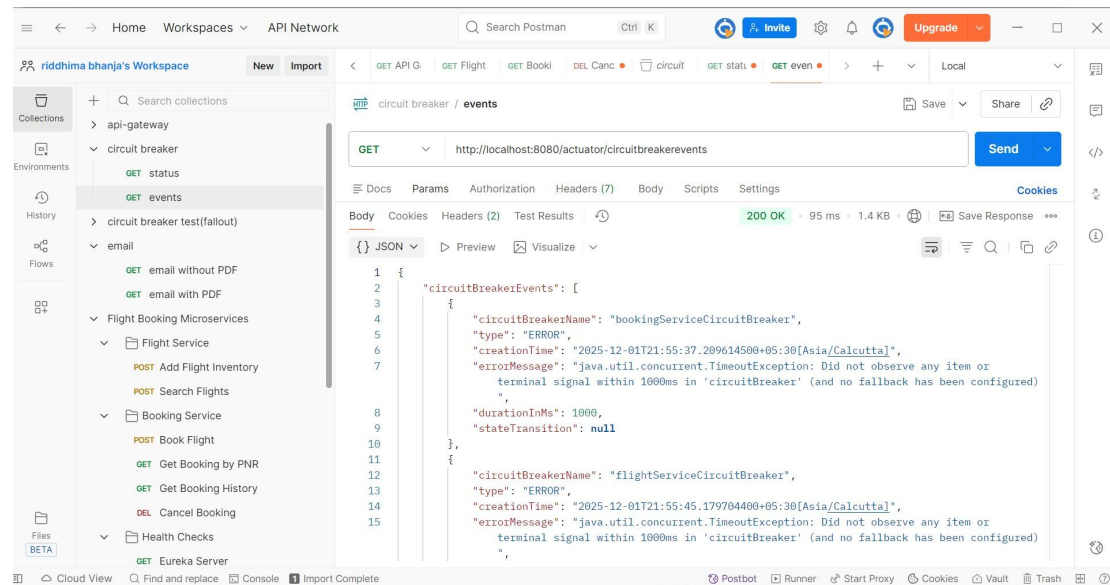 Home Workspaces API Network Search Postman Ctrl K Invite Upgrade
riddhima bhanja's Workspace New Import
GET API G GET Flight GET Booki DEL Canc circuit GET statu GET even Local
Collections
Environments
History
Flows
Files
BETA
Search collections
api-gateway
circuit breaker
GET status
GET events
circuit breaker test(fallout)
email
GET email without PDF
GET email with PDF
Flight Booking Microservices
Flight Service
POST Add Flight Inventory
POST Search Flights
Booking Service
POST Book Flight
GET Get Booking by PNR
GET Get Booking History
DEL Cancel Booking
Health Checks
GET Eureka Server
HTTP circuit breaker / events Save Share
GET http://localhost:8080/actuator/circuitbreakerevents Send
Docs Params Authorization Headers (7) Body Scripts Settings Cookies
Body Cookies Headers (2) Test Results 200 OK 95 ms 1.4 KB Save Response
{} JSON Preview Visualize
1 {
2 "circuitBreakerEvents": [
3 {
4 "circuitBreakerName": "bookingServiceCircuitBreaker",
5 "type": "ERROR",
6 "creationTime": "2025-12-01T21:55:37.209614500+05:30[Asia/Calcutta]",
7 "errorMessage": "java.util.concurrent.TimeoutException: Did not observe any item or
terminal signal within 1000ms in 'circuitBreaker' (and no fallback has been configured)
",
8 "durationInMs": 1000,
9 "stateTransition": null
10 },
11 {
12 "circuitBreakerName": "flightServiceCircuitBreaker",
13 "type": "ERROR",
14 "creationTime": "2025-12-01T21:55:45.179704400+05:30[Asia/Calcutta]",
15 "errorMessage": "java.util.concurrent.TimeoutException: Did not observe any item or
terminal signal within 1000ms in 'circuitBreaker' (and no fallback has been configured)
",
Cloud View Find and replace Console 1 Import Complete Postbot Runner Start Proxy Cookies Vault Trash